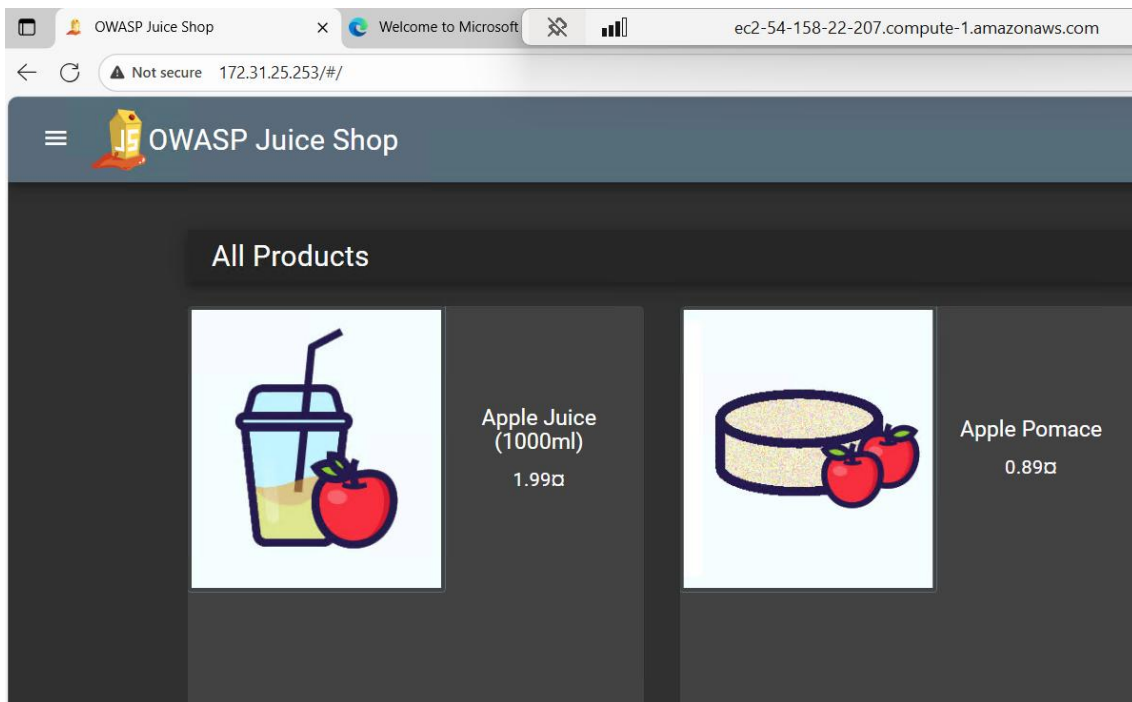 OWASP Juice Shop
Welcome to Microsoft
ec2-54-158-22-207.compute-1.amazonaws.com
Not secure 172.31.25.253/#/
JS OWASP Juice Shop
All Products
Apple Juice
(1000ml)
1.99¤
Apple Pomace
0.89¤